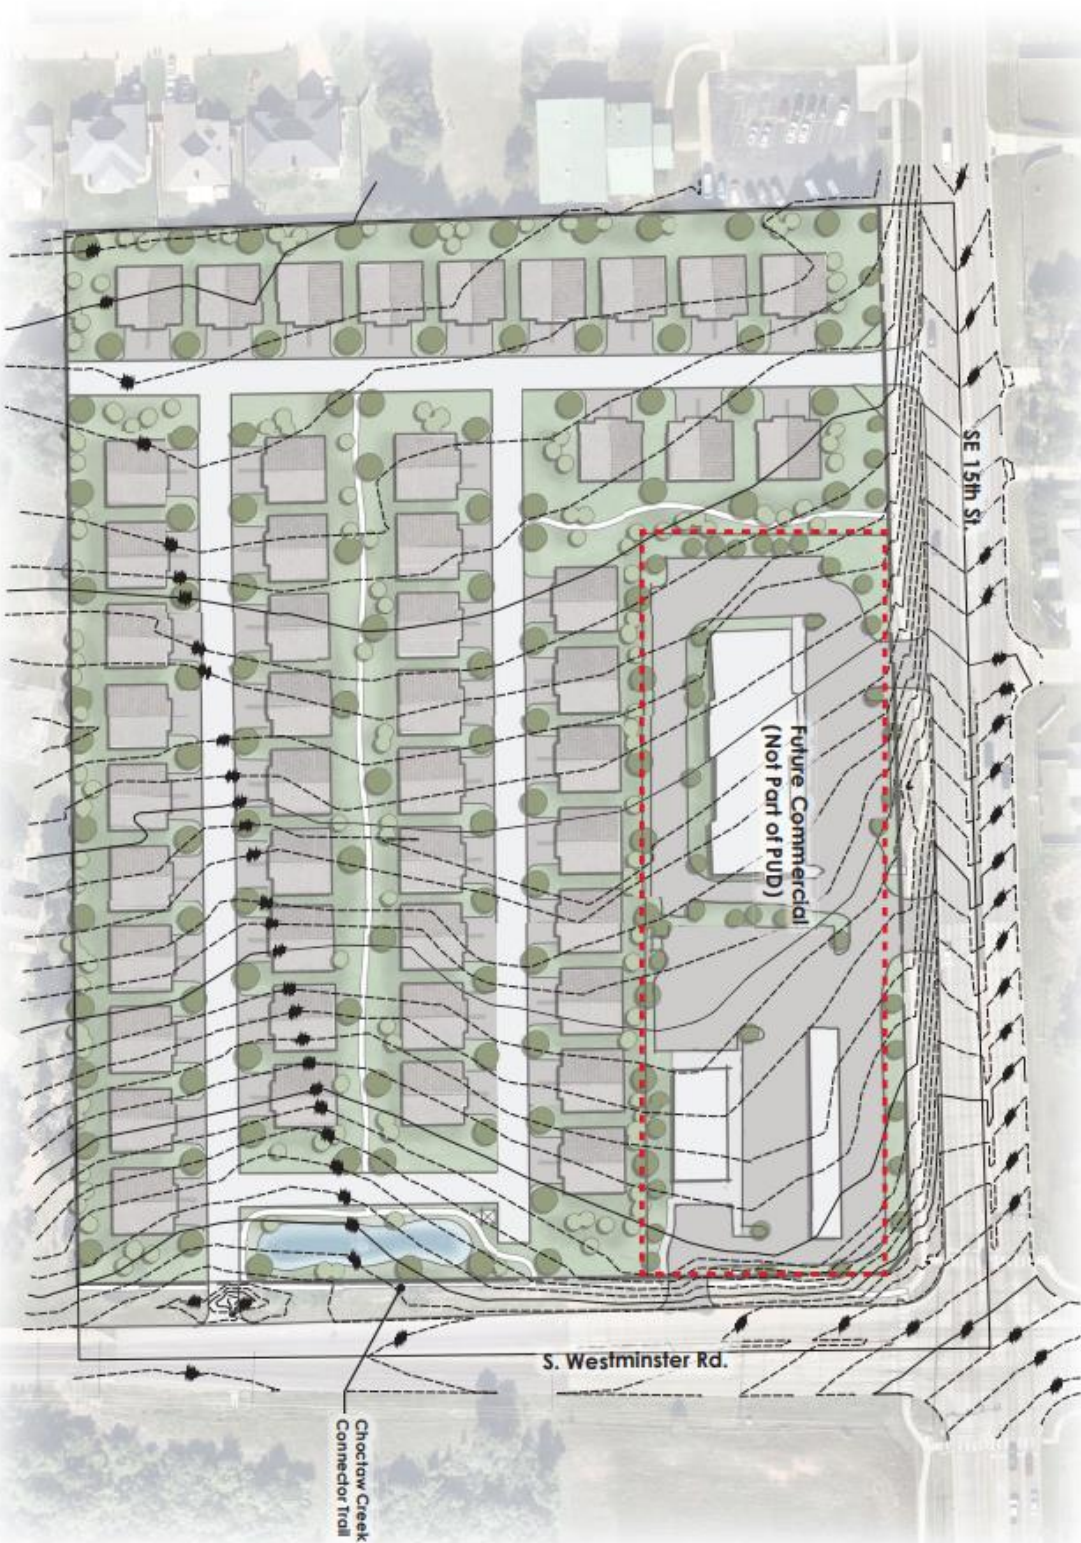 SE 15th St.
Future Commercial
(Not Part of PUD)
S. Westminster Rd.
Choctaw Creek
Connector Trail